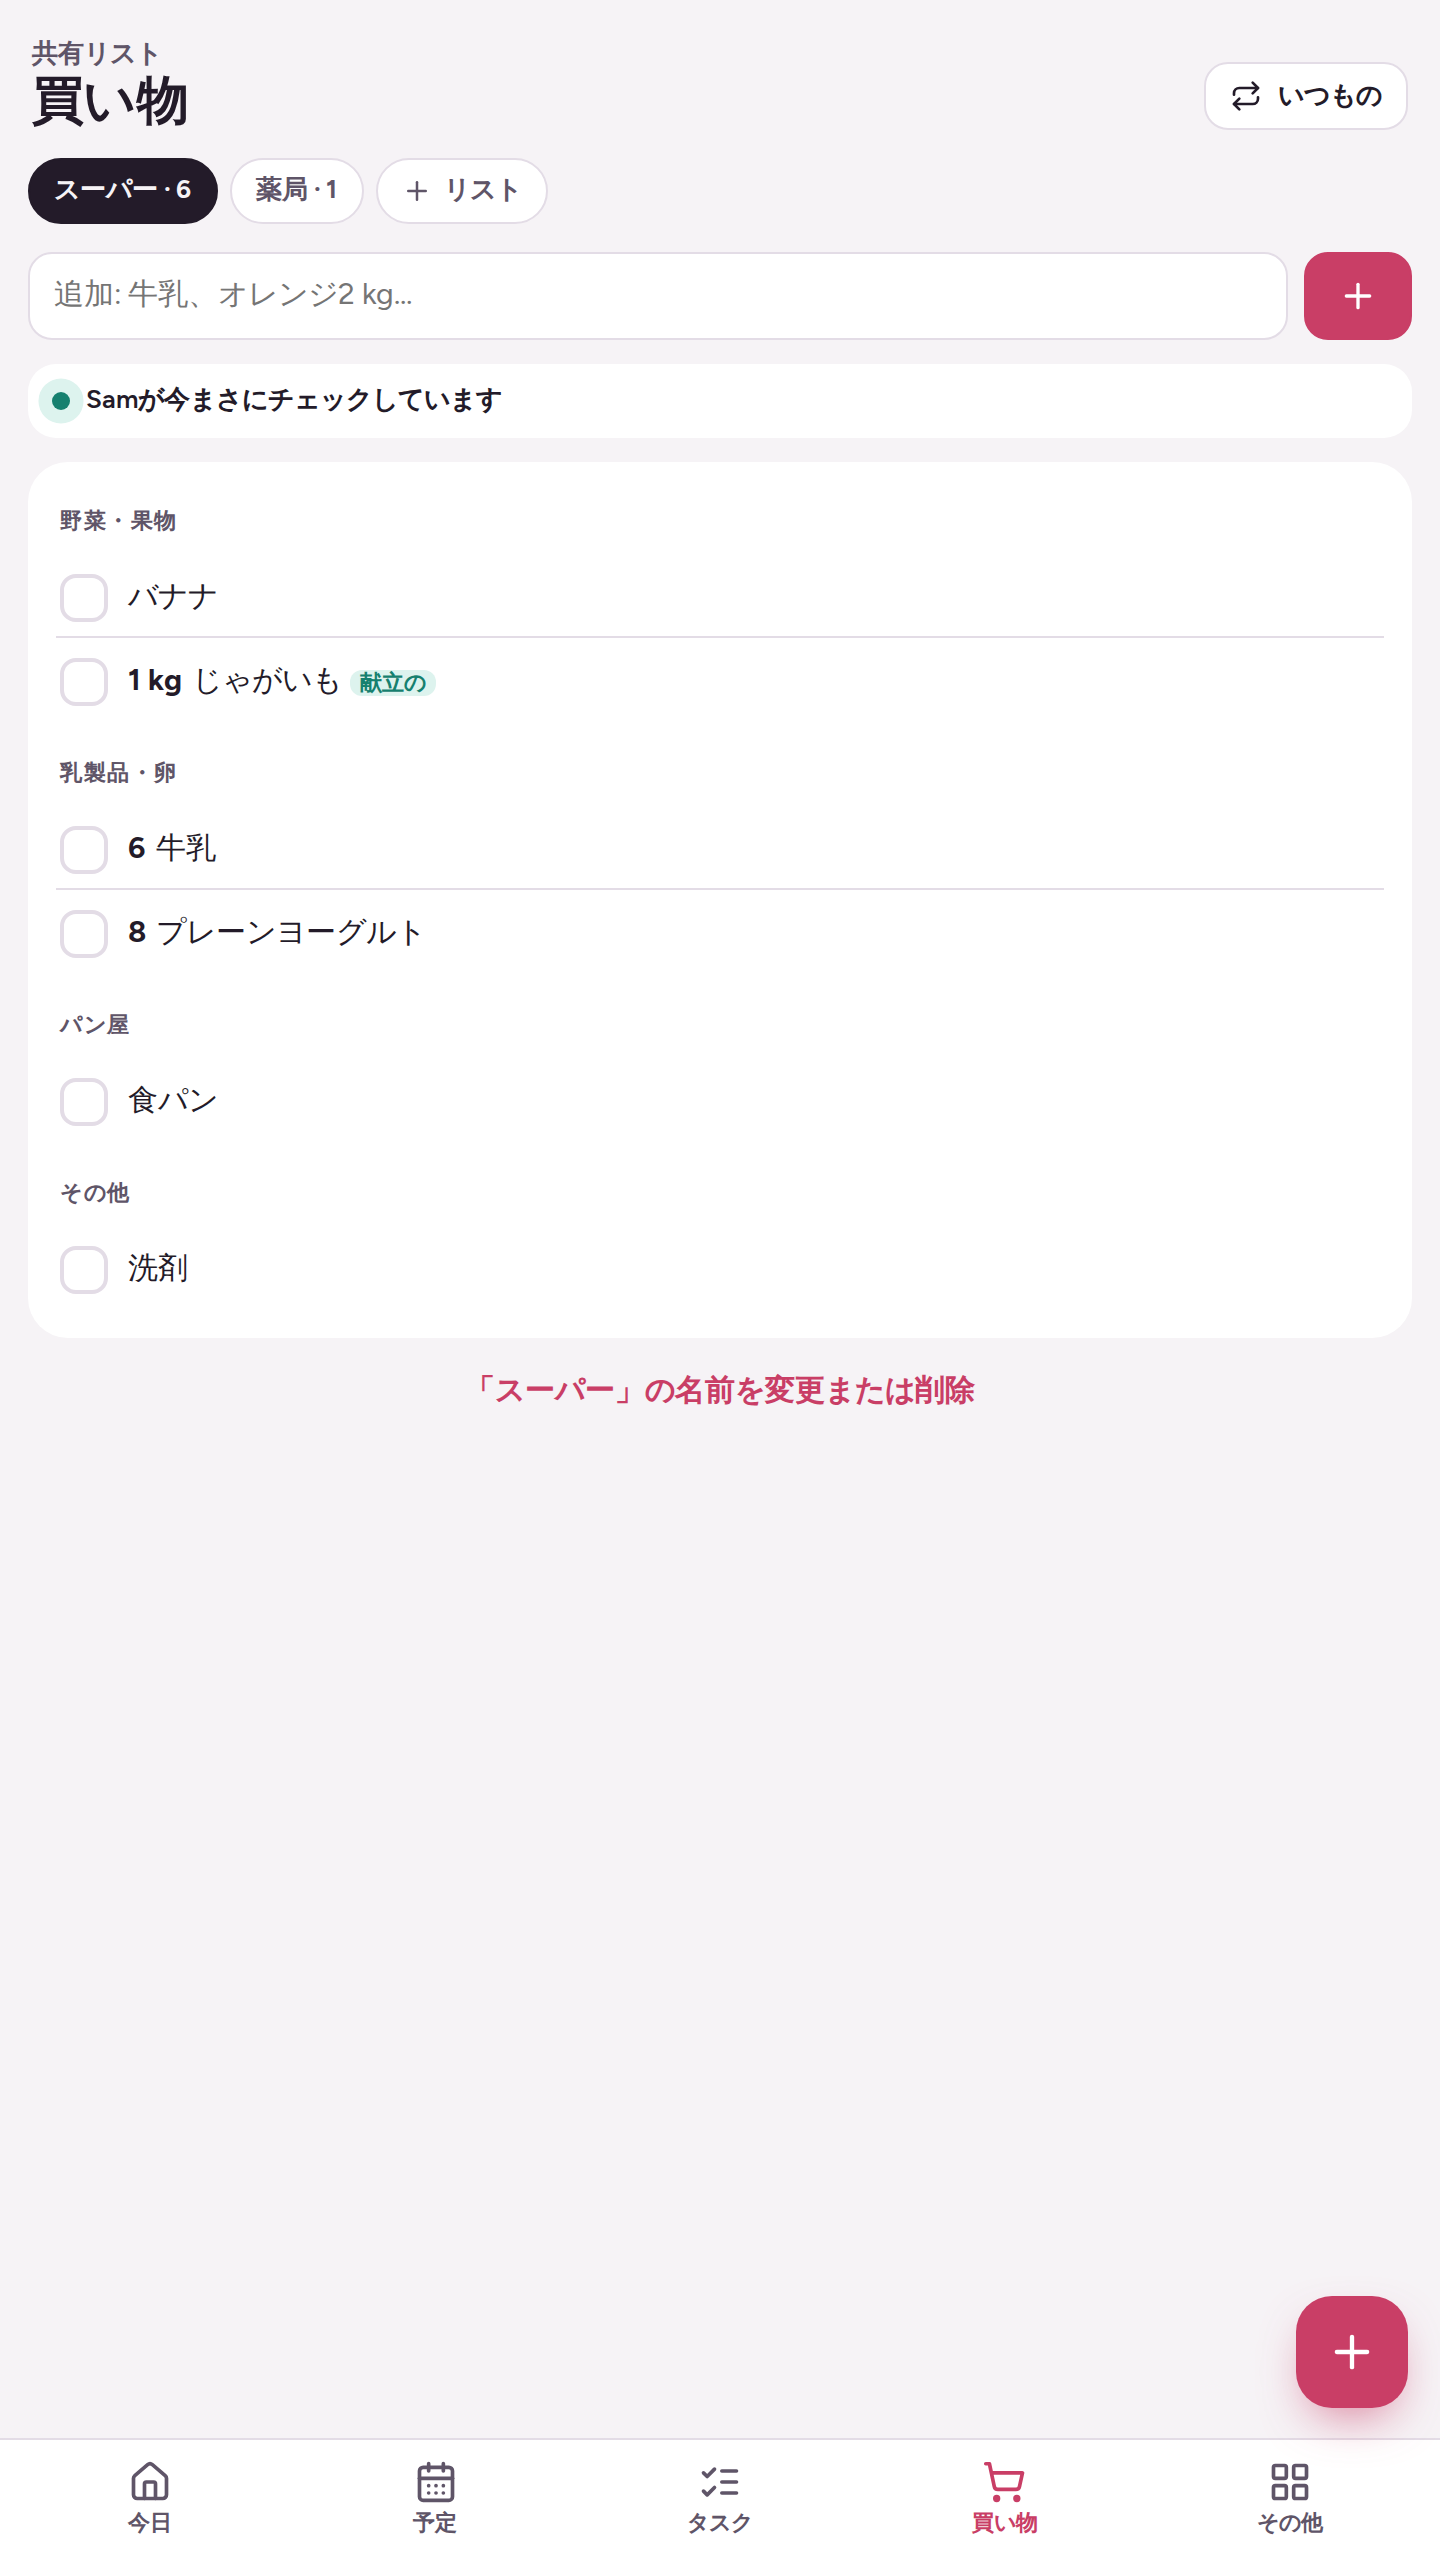 共有リスト
買い物
いつもの
スーパー · 6
薬局 · 1
リスト
追加: 牛乳、オレンジ2 kg...
Samが今まさにチェックしています
野菜・果物
バナナ
1 kg じゃがいも 献立の
乳製品・卵
6 牛乳
8 プレーンヨーグルト
パン屋
食パン
その他
洗剤
「スーパー」の名前を変更または削除
今日
予定
タスク
買い物
その他